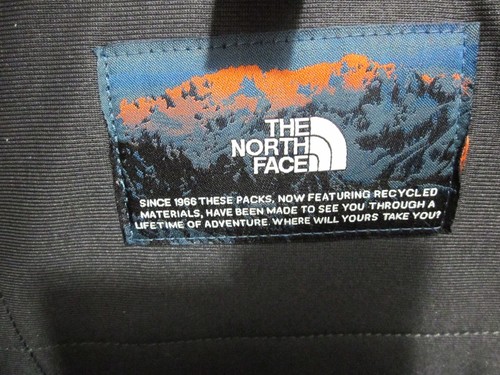 THE
NORTH
FACE
SINCE 1966 THESE PACKS, NOW FEATURING RECYCLED
MATERIALS, HAVE BEEN MADE TO SEE YOU THROUGH A
LIFETIME OF ADVENTURE. WHERE WILL YOURS TAKE YOU?